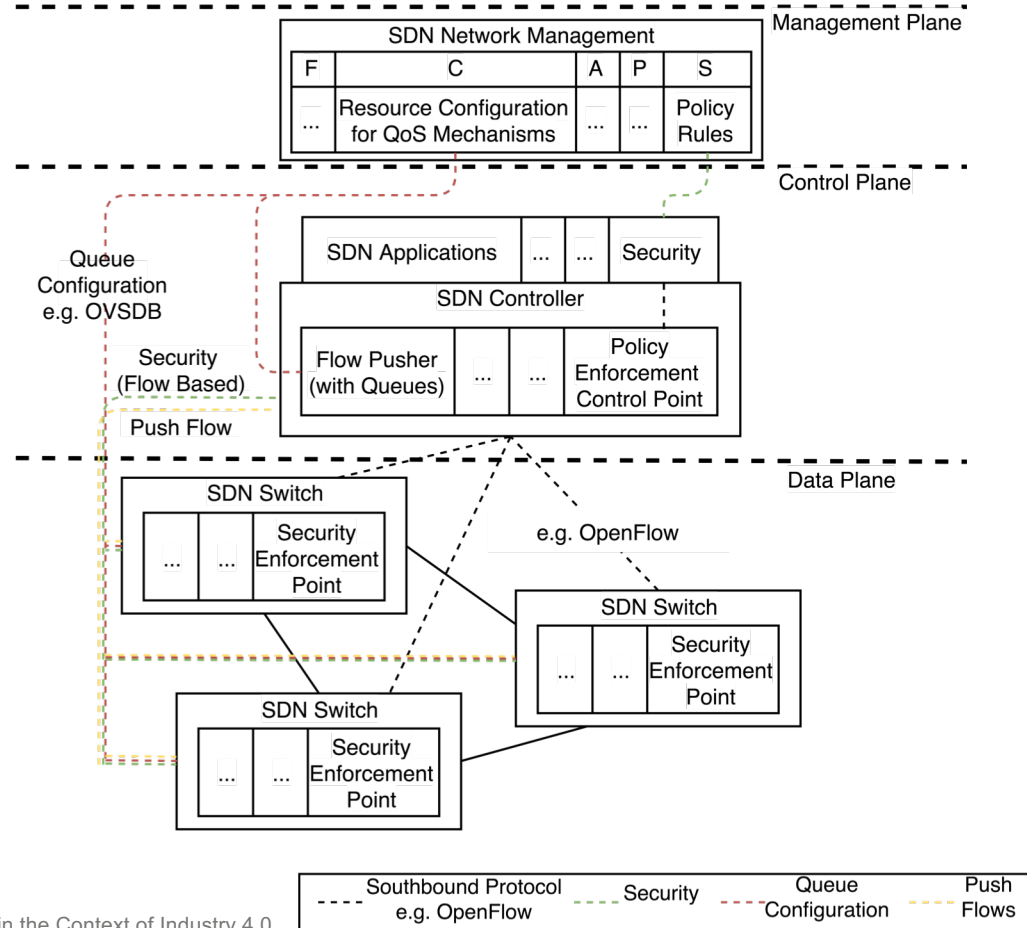 Management Plane
SDN Network Management
F C A P S
... Resource Configuration
for QoS Mechanisms ... ... Policy
Rules
Control Plane
SDN Applications ... ... Security
Queue
Configuration
e.g. OVSDB
SDN Controller
Flow Pusher
(with Queues) ... ... Policy
Enforcement
Control Point
Security
(Flow Based)
Push Flow
Data Plane
SDN Switch
... ... Security
Enforcement
Point
e.g. OpenFlow
SDN Switch
... ... Security
Enforcement
Point
SDN Switch
... ... Security
Enforcement
Point
Southbound Protocol
e.g. OpenFlow
Security
Queue
Configuration
Push
Flows
in the Context of Industry 4.0